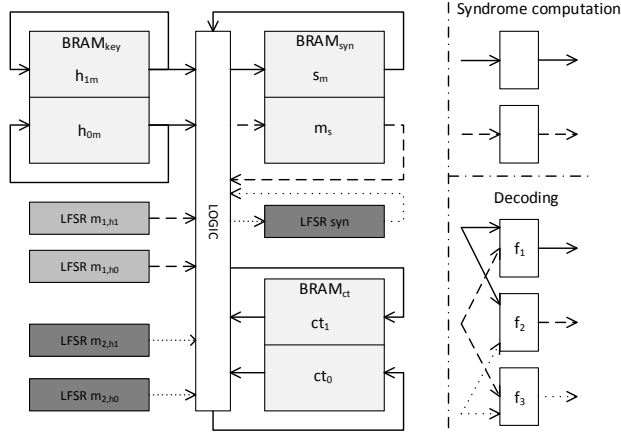 Syndrome computation
BRAMkey
h1m
h0m
BRAMsyn
sm
ms
LOGIC
LFSR m1,h1
LFSR m1,h0
LFSR m2,h1
LFSR m2,h0
LFSR syn
BRAMct
ct1
ct0
Decoding
f1
f2
f3